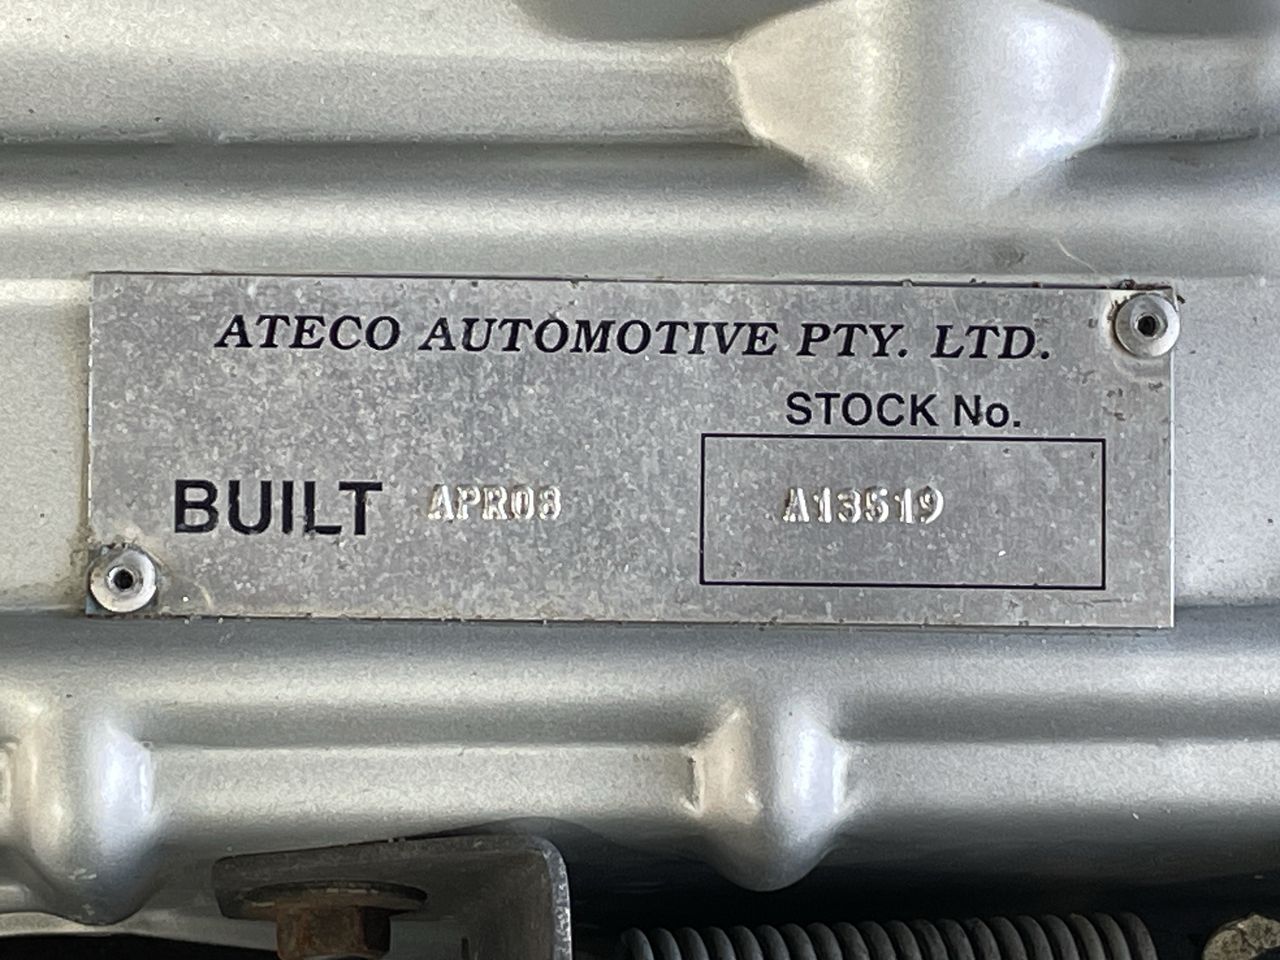 ATECO AUTOMOTIVE PTY. LTD.
STOCK No.
BUILT APR08
A13519